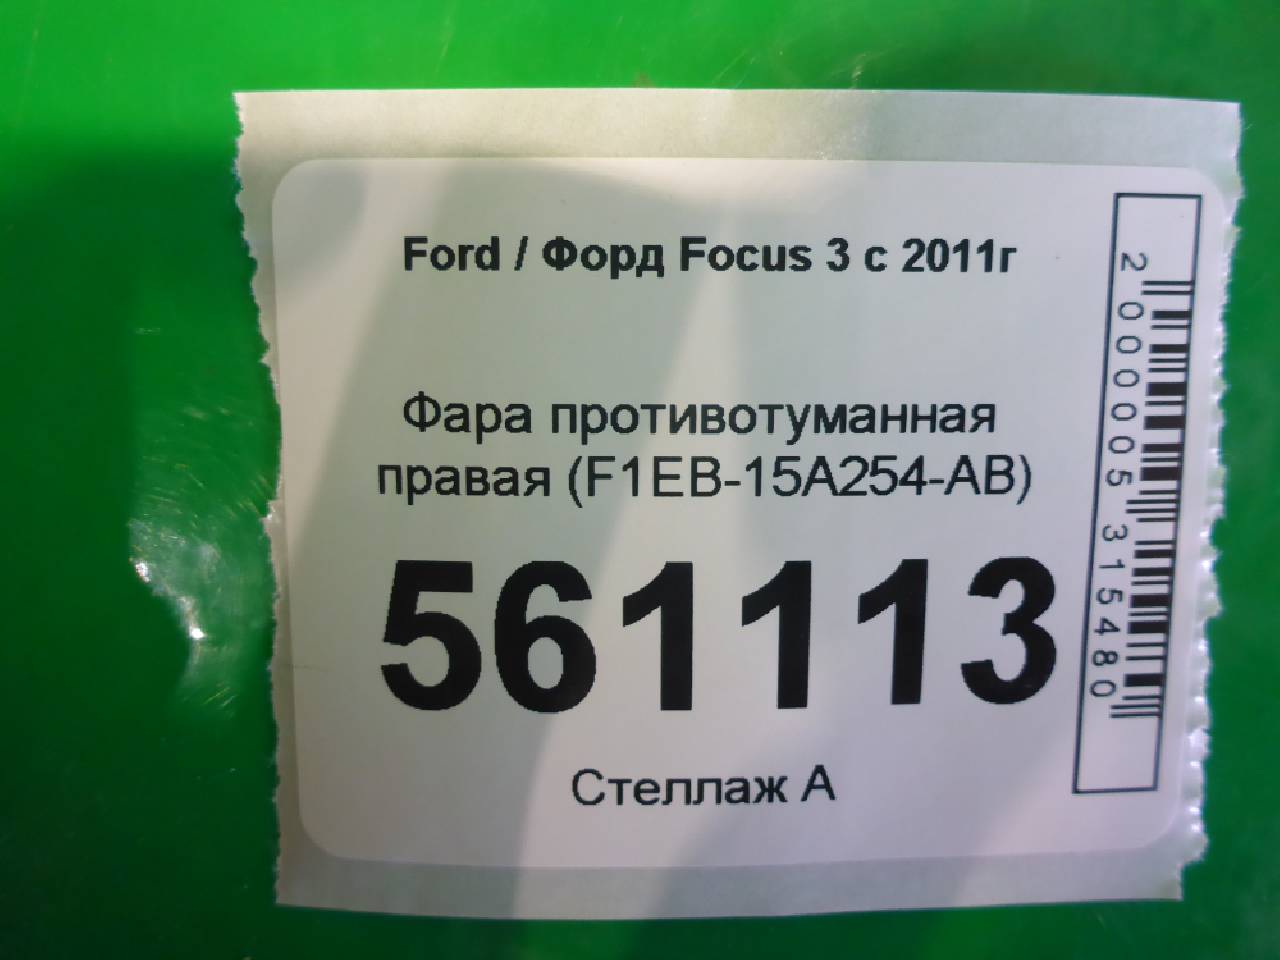 Ford / Форд Focus 3 с 2011г
Фара противотуманная
правая (F1EB-15A254-AB)
561113
Стеллаж А
2000005315480